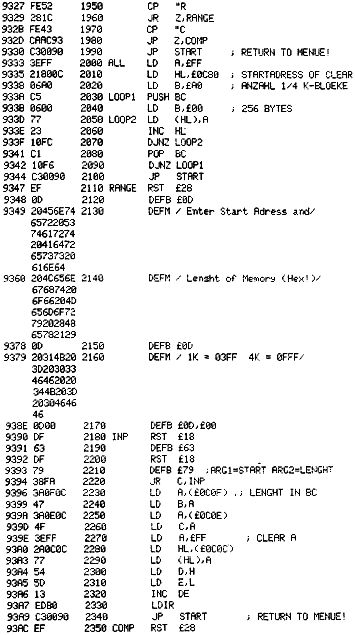 9327 FE52 1950 CP "R
9329 281C 1960 JR Z,RANGE
932B FE43 1970 CP "C
932D CAAC93 1980 JP Z,COMP
9330 C30090 1990 JP START ; RETURN TO MENUE!
9333 3EFF 2000 ALL LD A,£FF
9335 21800C 2010 LD HL,£0C80 ; STARTADRESS OF CLEAR
9338 06A0 2020 LD B,£A0 ; ANZAHL 1/4 K-BLOEKE
933A C5 2030 LOOP1 PUSH BC
933B 0600 2040 LD B,£00 ; 256 BYTES
933D 77 2050 LOOP2 LD (HL),A
933E 23 2060 INC HL
933F 10FC 2070 DJNZ LOOP2
9341 C1 2080 POP BC
9342 10F6 2090 DJNZ LOOP1
9344 C30090 2100 JP START
9347 EF 2110 RANGE RST £28
9348 0D 2120 DEFB £0D
9349 20456E74 2130 DEFM / Enter Start Adress and/
65722053
74617274
20416472
65737320
616E64
9360 204C656E 2140 DEFM / Lenght of Memory (Hex!)/
67687420
6F66204D
656D6F72
79202848
65782129
9378 0D 2150 DEFB £0D
9379 20314B20 2160 DEFM / 1K = 03FF 4K = 0FFF/
3D203033
46462020
344B203D
20304646
46
938E 0D00 2170 DEFB £0D,£00
9390 DF 2180 INP RST £18
9391 63 2190 DEFB £63
9392 DF 2200 RST £18
9393 79 2210 DEFB £79 ;ARG1=START ARG2=LENGHT
9394 38FA 2220 JR C,INP
9396 3A0F0C 2230 LD A,(£0C0F) .; LENGHT IN BC
9399 47 2240 LD B,A
939A 3A0E0C 2250 LD A,(£0C0E)
939D 4F 2260 LD C,A
939E 3EFF 2270 LD A,£FF ; CLEAR A
93A0 2A0C0C 2280 LD HL,(£0C0C)
93A3 77 2290 LD (HL),A
93A4 54 2300 LD D,H
93A5 5D 2310 LD E,L
93A6 13 2320 INC DE
93A7 EDB0 2330 LDIR
93A9 C30090 2340 JP START ; RETURN TO MENUE!
93AC EF 2350 COMP RST £28